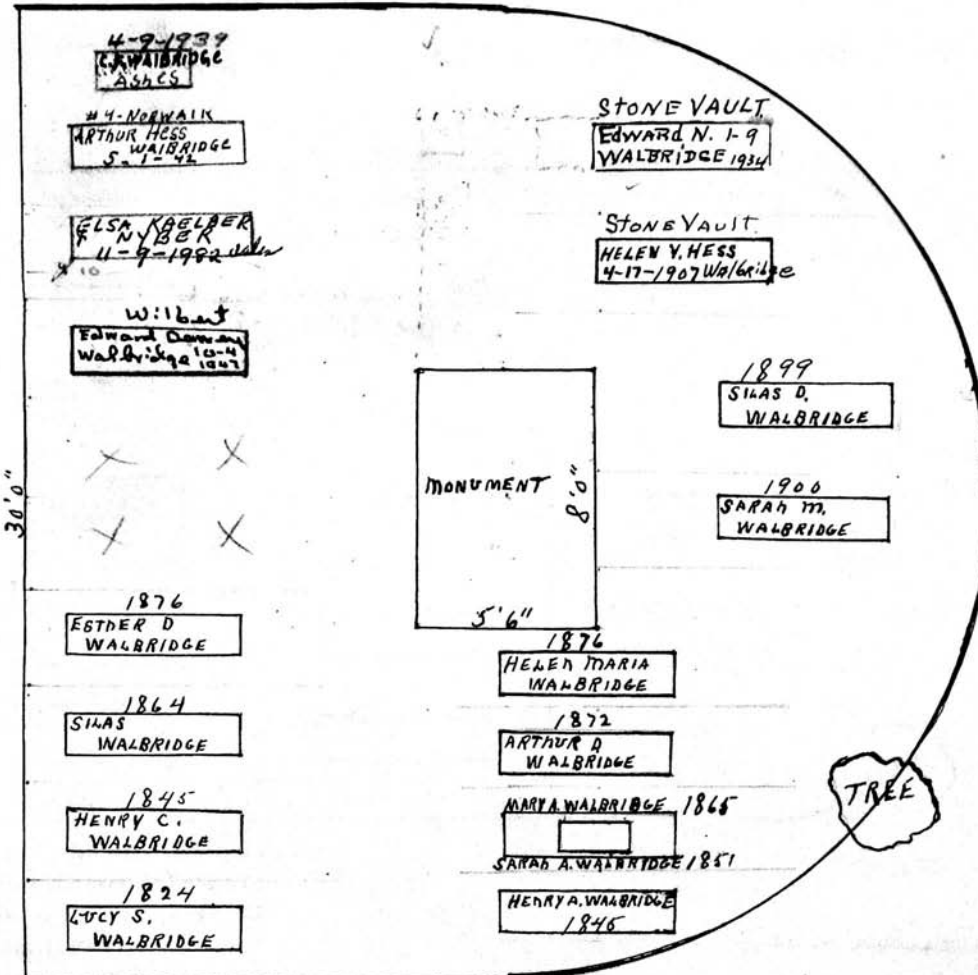 4-9-1939
WALBRIDGE
ASHES
#4-NORWALK
ARTHUR HESS
WALBRIDGE
5-1-42
ELSA KAELBER
NYBER
11-9-1982
10
Wilbert
Edward
Walbridge 10-4
1947
30'0"
1876
ESTHER D
WALBRIDGE
1864
SILAS
WALBRIDGE
1845
HENRY C.
WALBRIDGE
1824
LUCY S.
WALBRIDGE
MONUMENT
8'0"
5'6"
1876
HELEN MARIA
WALBRIDGE
1872
ARTHUR D
WALBRIDGE
MARY A. WALBRIDGE 1865
SARAH A. WALBRIDGE 1851
HENRY A. WALBRIDGE
1845
STONE VAULT
EDWARD N. 1-9
WALBRIDGE 1934
STONE VAULT
HELEN V. HESS
4-17-1907 Walbridge
1899
SILAS D.
WALBRIDGE
1900
SARAH M.
WALBRIDGE
TREE